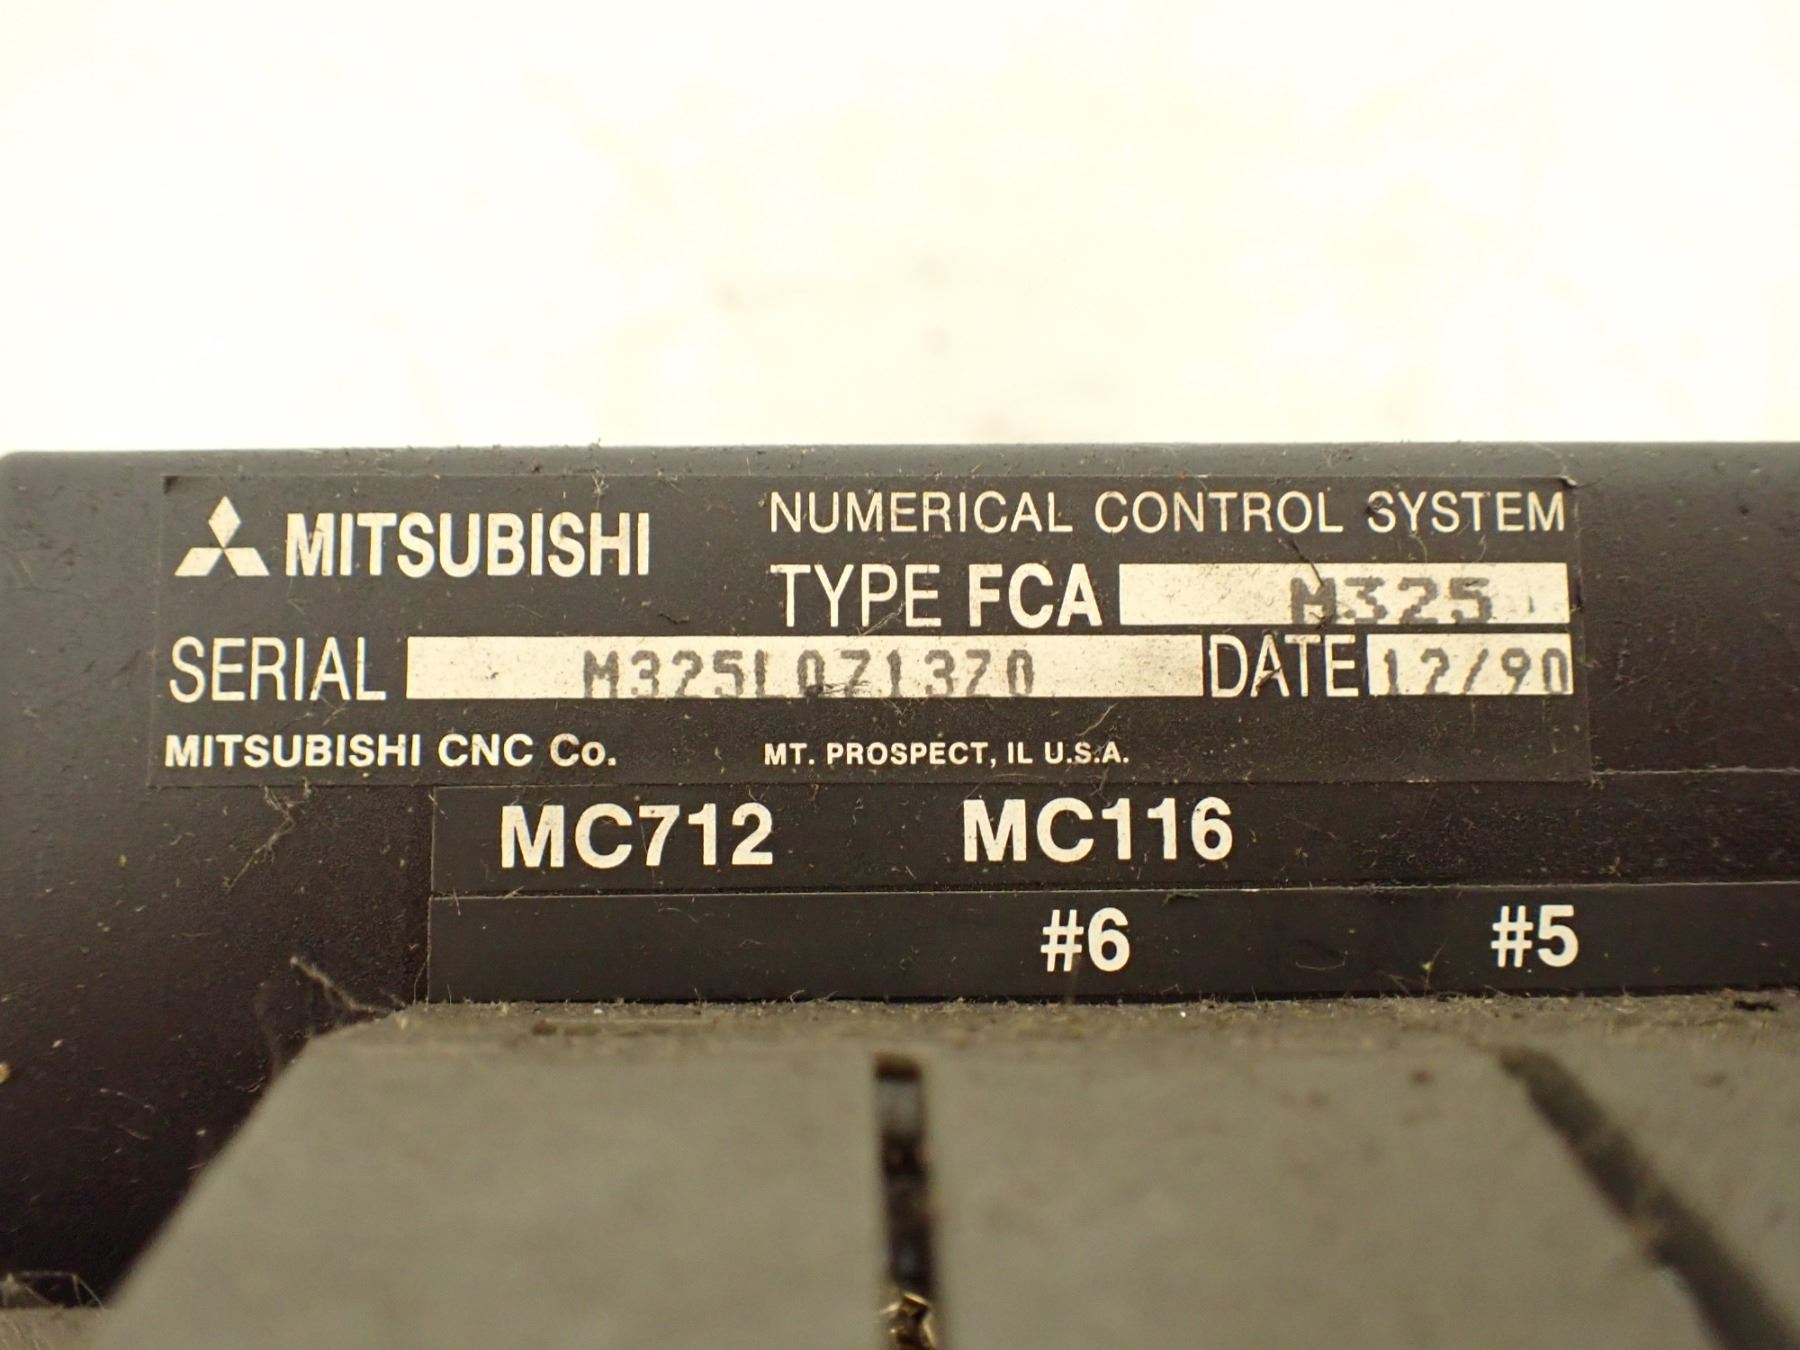 MITSUBISHI NUMERICAL CONTROL SYSTEM
TYPE FCA M325
SERIAL M325L071370 DATE 12/90
MITSUBISHI CNC Co. MT. PROSPECT, IL U.S.A.
MC712 MC116
#6 #5